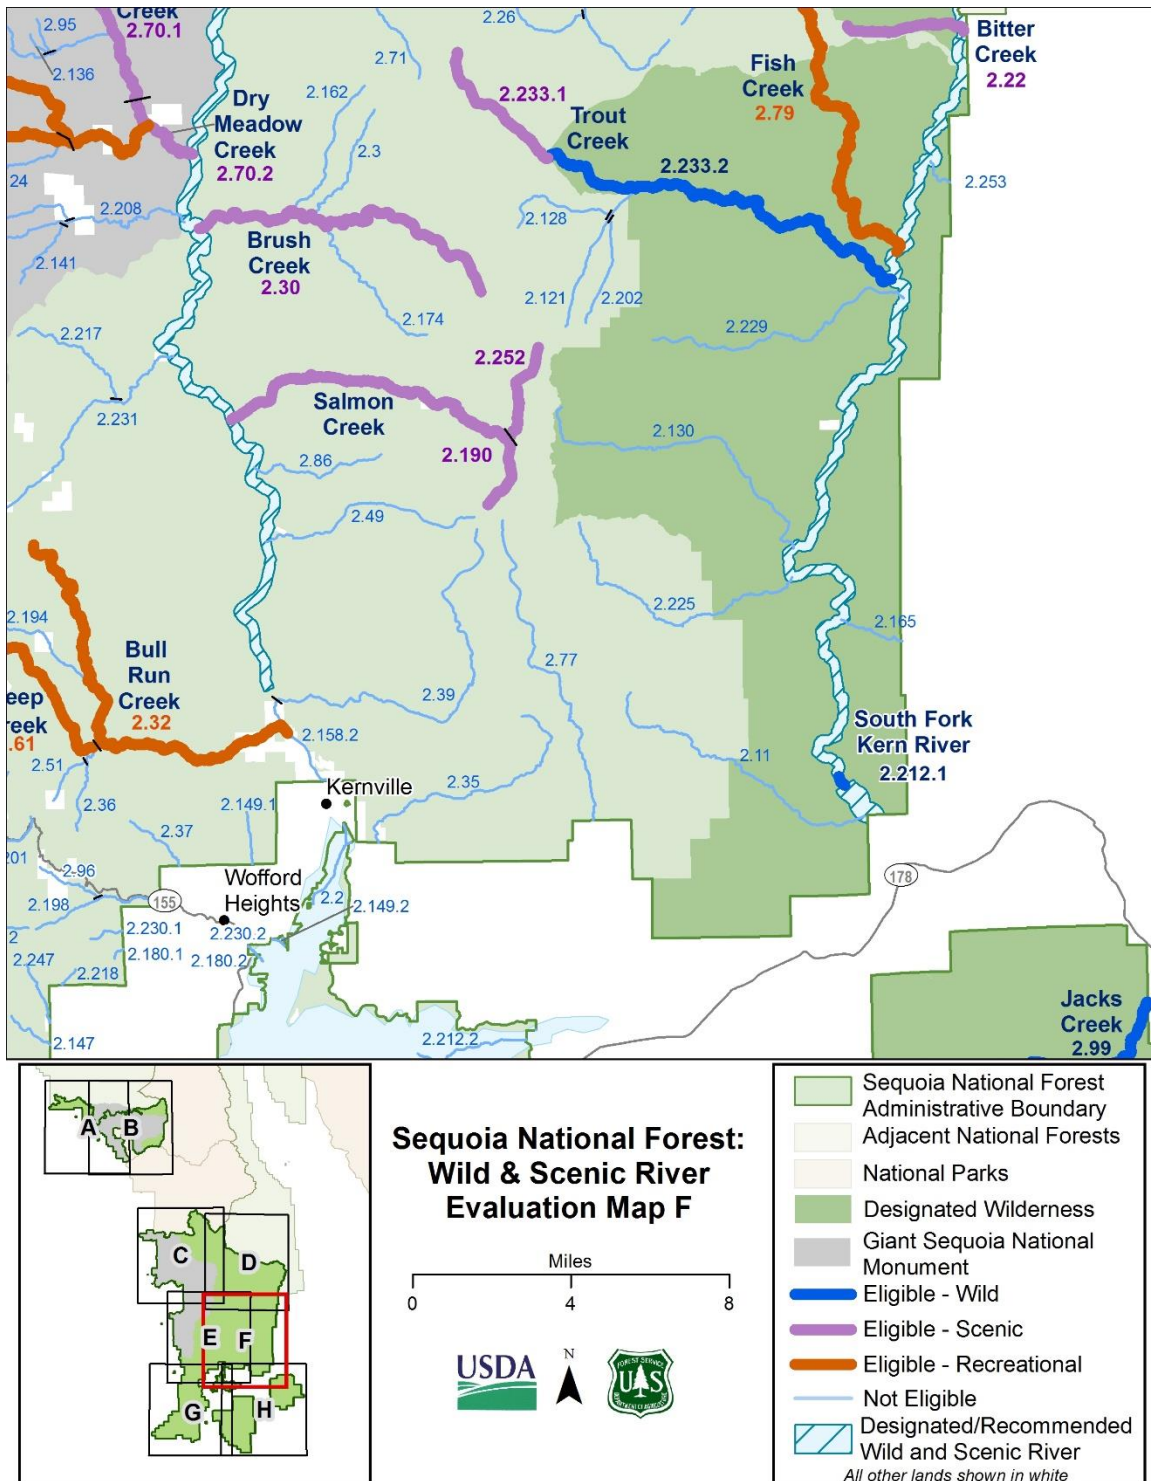 Creek
2.70.1
2.95
2.136
2.71
2.26
2.162
2.3
Dry
Meadow
Creek
2.70.2
2.233.1
Trout
Creek
2.233.2
Fish
Creek
2.79
Bitter
Creek
2.22
2.253
24
2.208
2.141
Brush
Creek
2.30
2.128
2.121
2.202
2.174
2.229
2.217
2.231
2.252
Salmon
Creek
2.190
2.86
2.130
2.49
2.225
2.165
2.194
Bull
Run
Creek
2.32
eep
reek
.61
2.77
2.39
2.158.2
South Fork
Kern River
2.212.1
2.11
2.51
2.36
2.35
Kernville
2.149.1
2.37
201
2.96
155
Wofford
Heights
178
2.2
2.198
2.149.2
2
2.230.1
2.230.2
2.180.1
2.180.2
2.247
2.218
2.147
2.212.2
Jacks
Creek
2.99
A
B
C
D
E
F
G
H
Sequoia National Forest:
Wild & Scenic River
Evaluation Map F
Miles
0
4
8
USDA
N
FOREST SERVICE
U S
DEPARTMENT OF AGRICULTURE
Sequoia National Forest
Administrative Boundary
Adjacent National Forests
National Parks
Designated Wilderness
Giant Sequoia National
Monument
Eligible - Wild
Eligible - Scenic
Eligible - Recreational
Not Eligible
Designated/Recommended
Wild and Scenic River
All other lands shown in white